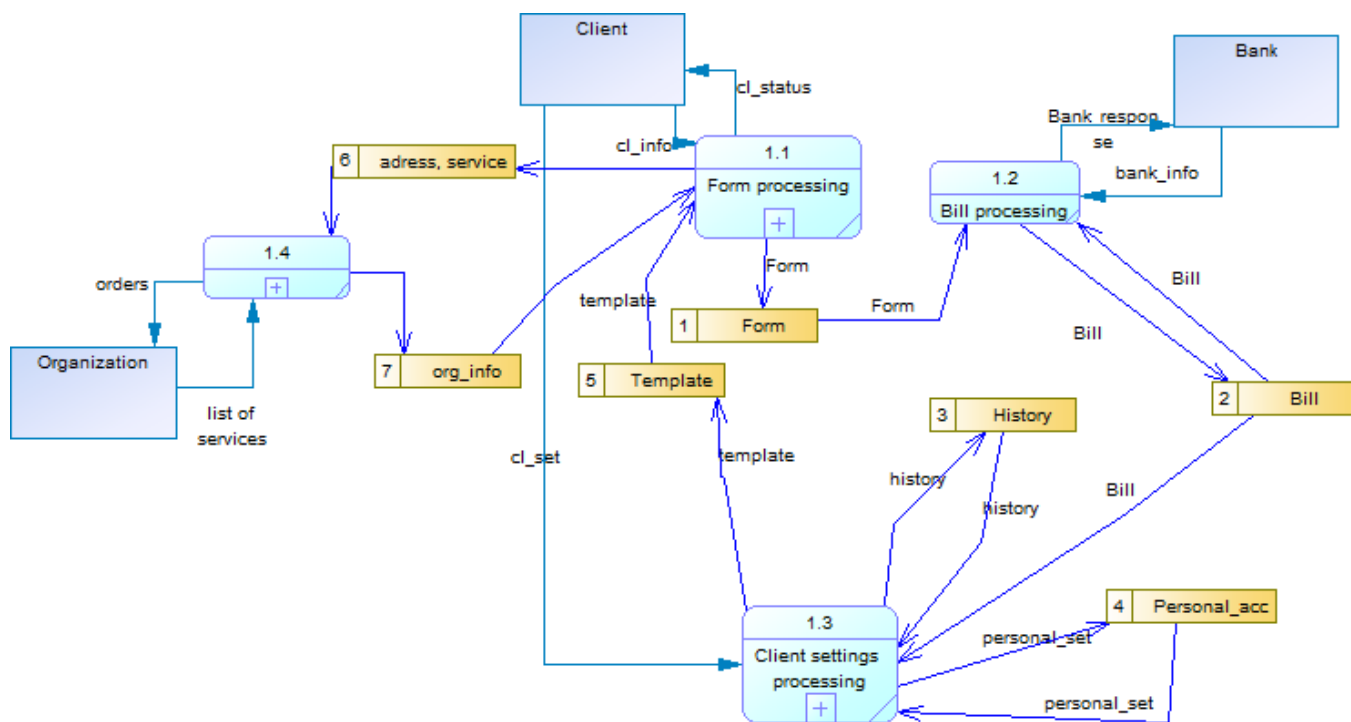 Client
Bank
cl_status
Bank respon
se
cl_info
6
adress, service
1.1
Form processing
1.2
Bill processing
bank_info
1.4
orders
Form
template
Bill
1
Form
Form
Organization
Bill
7
org_info
5
Template
2
Bill
list of
services
3
History
cl_set
template
history
history
Bill
4
Personal_acc
1.3
Client settings
processing
personal_set
personal_set